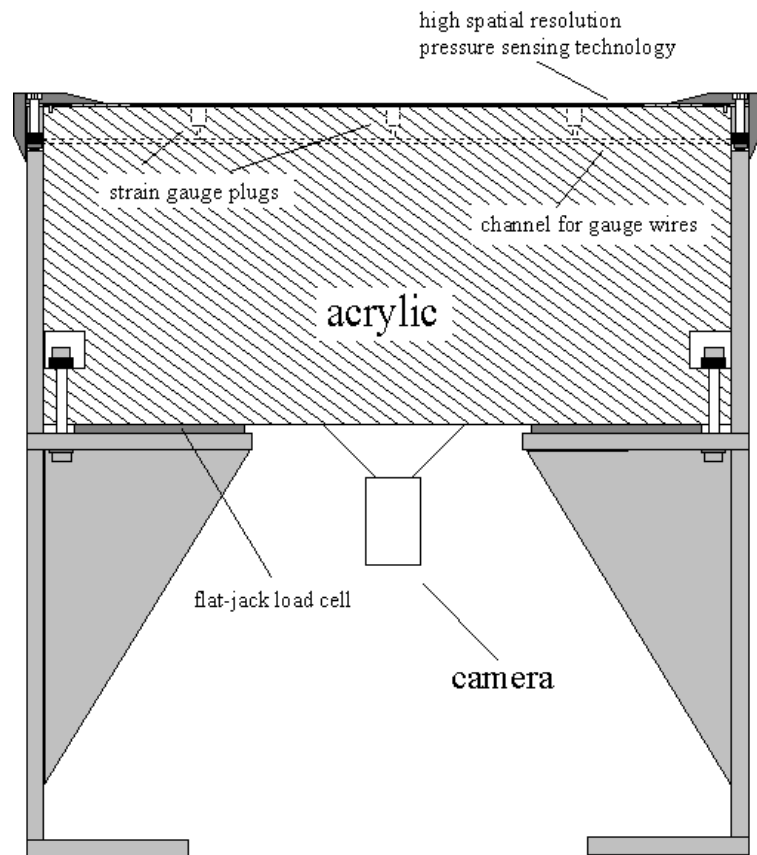 high spatial resolution
pressure sensing technology
strain gauge plugs
channel for gauge wires
acrylic
flat-jack load cell
camera